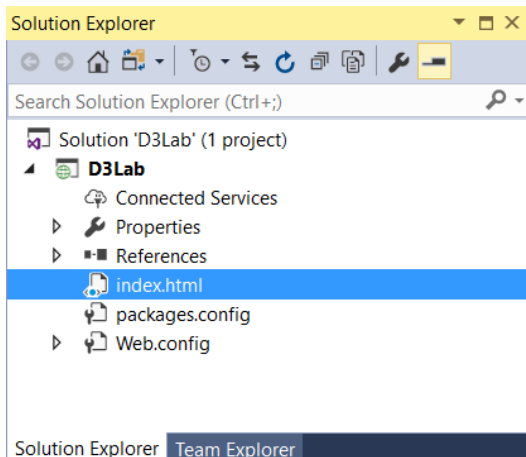 Solution Explorer
Search Solution Explorer (Ctrl+;)
Solution 'D3Lab' (1 project)
D3Lab
Connected Services
Properties
References
index.html
packages.config
Web.config
Solution Explorer Team Explorer